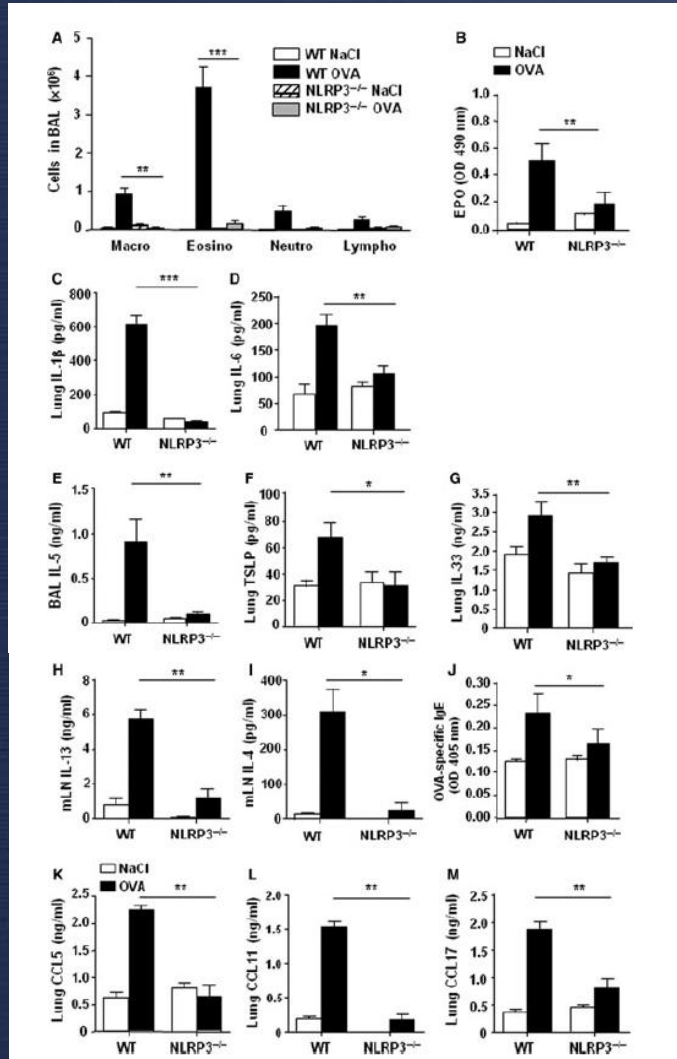 A
***
WT NaCl
WT OVA
NLRP3⁻/⁻ NaCl
NLRP3⁻/⁻ OVA
Cells in BAL (×10⁶)
5
4
3
2
1
0
**
Macro Eosino Neutro Lympho
B
NaCl
OVA
EPO (OD 490 nm)
1.0
0.8
0.6
0.4
0.2
0.0
**
WT NLRP3⁻/⁻
C
***
Lung IL-1β (pg/ml)
800
600
400
200
0
WT NLRP3⁻/⁻
D
**
Lung IL-6 (pg/ml)
250
200
150
100
50
0
WT NLRP3⁻/⁻
E
**
BAL IL-5 (ng/ml)
1.5
1.0
0.5
0
WT NLRP3⁻/⁻
F
*
Lung TSLP (pg/ml)
100
80
60
40
20
0
WT NLRP3⁻/⁻
G
**
Lung IL-33 (ng/ml)
3.5
3.0
2.5
2.0
1.5
1.0
0.5
0
WT NLRP3⁻/⁻
H
**
mLN IL-13 (ng/ml)
8
6
4
2
0
WT NLRP3⁻/⁻
I
*
mLN IL-4 (pg/ml)
400
300
200
100
0
WT NLRP3⁻/⁻
J
*
OVA-specific IgE
(OD 405 nm)
0.30
0.25
0.20
0.15
0.10
0.05
0.00
WT NLRP3⁻/⁻
K
NaCl
OVA
**
Lung CCL5 (ng/ml)
2.5
2.0
1.5
1.0
0.5
0
WT NLRP3⁻/⁻
L
**
Lung CCL11 (ng/ml)
2.0
1.5
1.0
0.5
0
WT NLRP3⁻/⁻
M
**
Lung CCL17 (ng/ml)
2.5
2.0
1.5
1.0
0.5
0
WT NLRP3⁻/⁻